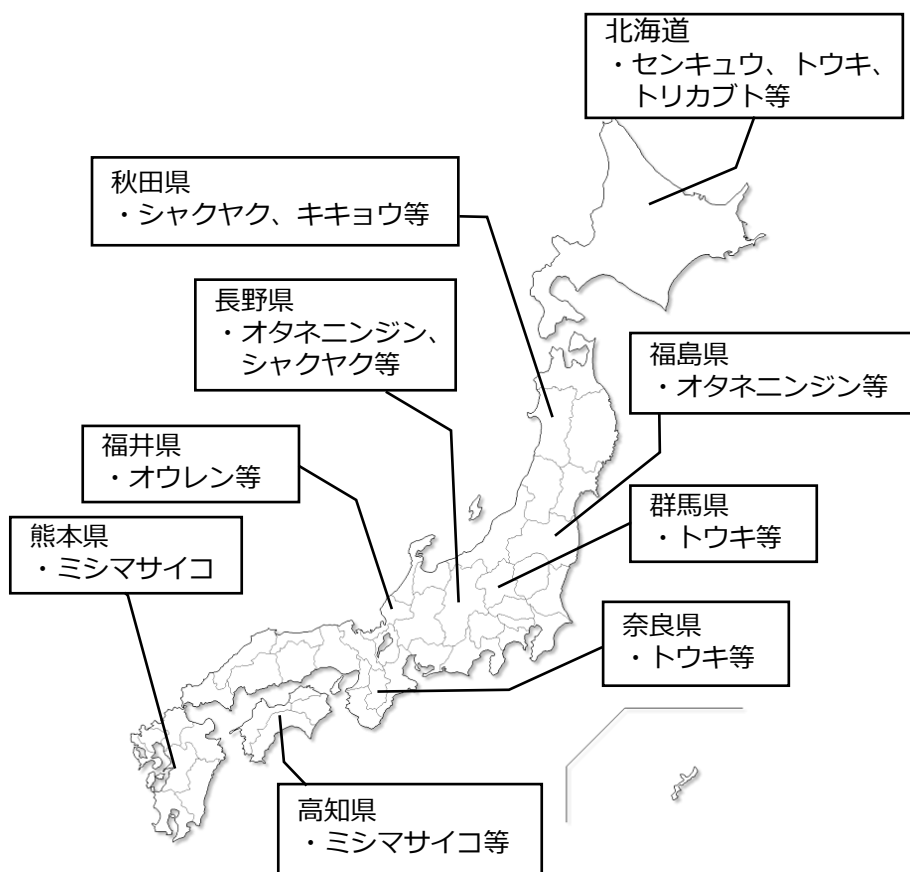 北海道
・センキュウ、トウキ、
トリカブト等
秋田県
・シャクヤク、キキョウ等
長野県
・オタネニンジン、
シャクヤク等
福島県
・オタネニンジン等
福井県
・オウレン等
群馬県
・トウキ等
熊本県
・ミシマサイコ
奈良県
・トウキ等
高知県
・ミシマサイコ等